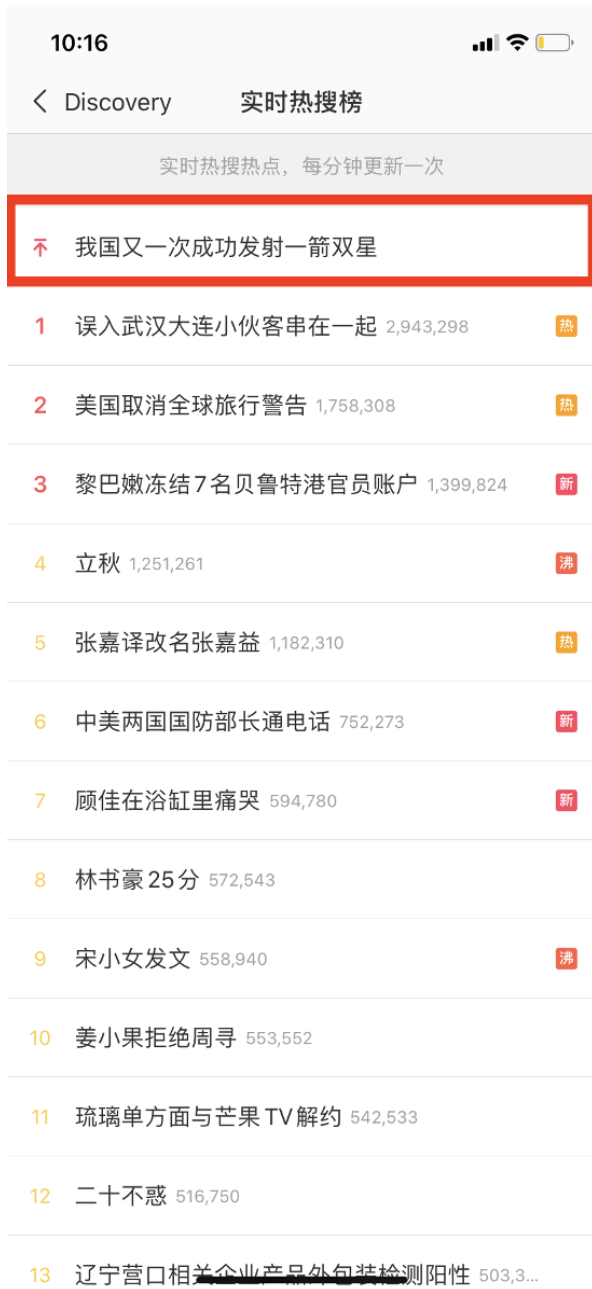 10:16
Discovery 实时热搜榜
实时热搜热点，每分钟更新一次
我国又一次成功发射一箭双星
1 误入武汉大连小伙客串在一起 2,943,298 热
2 美国取消全球旅行警告 1,758,308 热
3 黎巴嫩冻结7名贝鲁特港官员账户 1,399,824 新
4 立秋 1,251,261 沸
5 张嘉译改名张嘉益 1,182,310 热
6 中美两国国防部长通电话 752,273 新
7 顾佳在浴缸里痛哭 594,780 新
8 林书豪25分 572,543
9 宋小女发文 558,940 沸
10 姜小果拒绝周寻 553,552
11 琉璃单方面与芒果TV解约 542,533
12 二十不惑 516,750
13 辽宁营口相关企业产品外包装检测阳性 503,3...